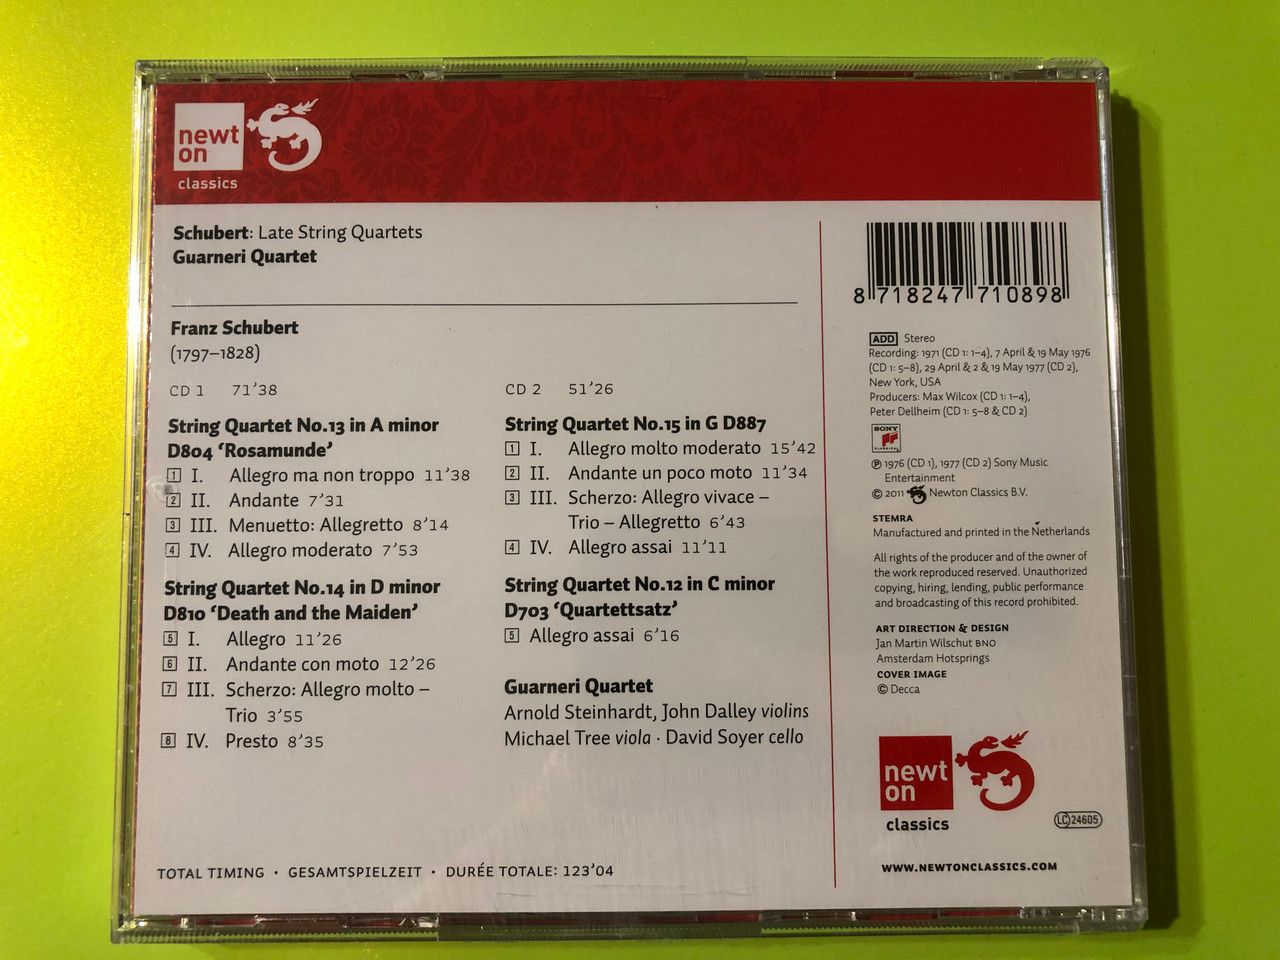 newt
on
classics
Schubert: Late String Quartets
Guarneri Quartet
Franz Schubert
(1797–1828)
CD 1 71’38
String Quartet No.13 in A minor
D804 ‘Rosamunde’
1 I. Allegro ma non troppo 11’38
2 II. Andante 7’31
3 III. Menuetto: Allegretto 8’14
4 IV. Allegro moderato 7’53
String Quartet No.14 in D minor
D810 ‘Death and the Maiden’
5 I. Allegro 11’26
6 II. Andante con moto 12’26
7 III. Scherzo: Allegro molto –
Trio 3’55
8 IV. Presto 8’35
CD 2 51’26
String Quartet No.15 in G D887
1 I. Allegro molto moderato 15’42
2 II. Andante un poco moto 11’34
3 III. Scherzo: Allegro vivace –
Trio – Allegretto 6’43
4 IV. Allegro assai 11’11
String Quartet No.12 in C minor
D703 ‘Quartettsatz’
5 Allegro assai 6’16
Guarneri Quartet
Arnold Steinhardt, John Dalley violins
Michael Tree viola · David Soyer cello
TOTAL TIMING · GESAMTSPIELZEIT · DURÉE TOTALE: 123’04
8 718247 710898
ADD Stereo
Recording: 1971 (CD 1: 1–4), 7 April & 19 May 1976
(CD 1: 5–8), 29 April & 2 & 19 May 1977 (CD 2),
New York, USA
Producers: Max Wilcox (CD 1: 1–4),
Peter Dellheim (CD 1: 5–8 & CD 2)
SONY
CLASSICAL
℗ 1976 (CD 1), 1977 (CD 2) Sony Music
Entertainment
© 2011 Newton Classics B.V.
STEMRA
Manufactured and printed in the Netherlands
All rights of the producer and of the owner of
the work reproduced reserved. Unauthorized
copying, hiring, lending, public performance
and broadcasting of this record prohibited.
ART DIRECTION & DESIGN
Jan Martin Wilschut BNO
Amsterdam Hotsprings
COVER IMAGE
© Decca
newt
on
classics
LC 24605
WWW.NEWTONCLASSICS.COM